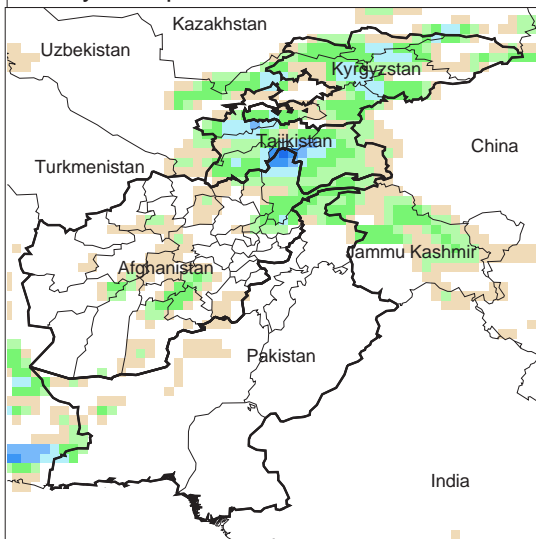 Kazakhstan
Uzbekistan
Kyrgyzstan
Tajikistan
China
Turkmenistan
Jammu Kashmir
Afghanistan
Pakistan
India